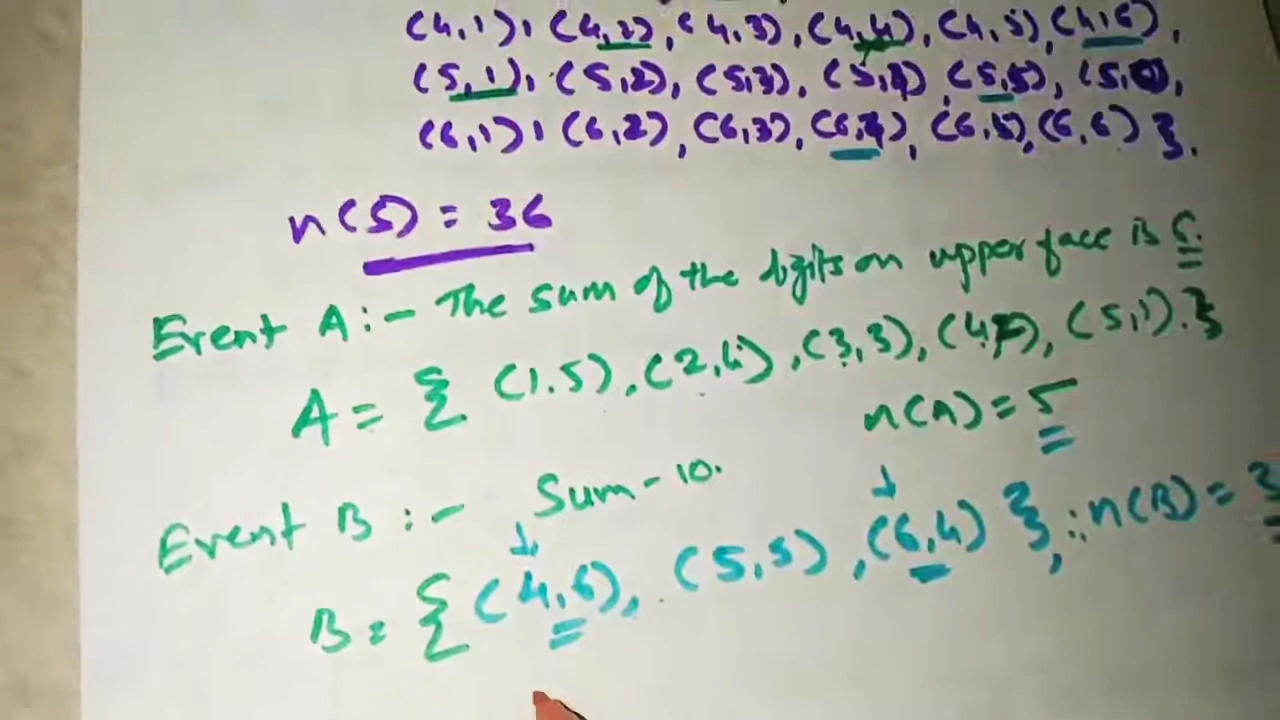 (4,1), (4,2), (4,3), (4,4), (4,5), (4,6),
(5,1), (5,2), (5,3), (5,4), (5,5), (5,6),
(6,1), (6,2), (6,3), (6,4), (6,5), (6,6) }.
n(S) = 36
Event A :- The sum of the digits on upper face is 6.
A = { (1,5), (2,4), (3,3), (4,2), (5,1).}
n(A) = 5
Event B :- Sum - 10.
B = { (4,6), (5,5), (6,4) }, ∴ n(B) = 3